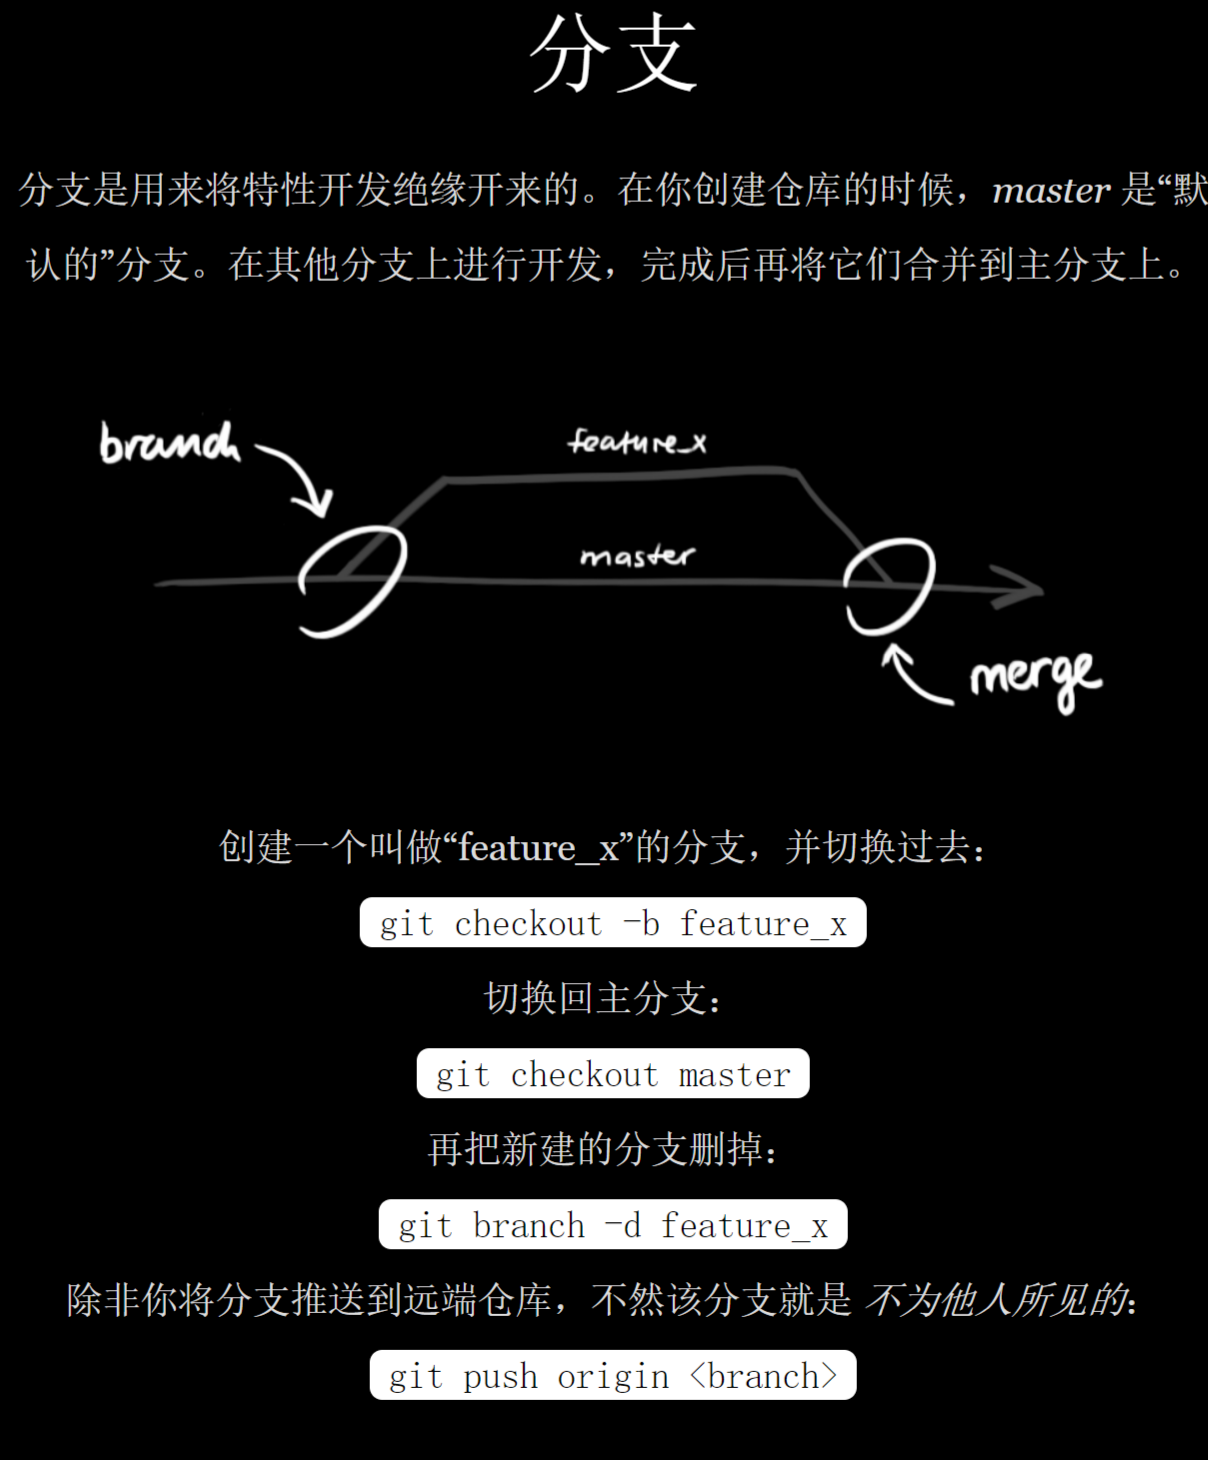 分支
分支是用来将特性开发绝缘开来的。在你创建仓库的时候，master 是“默
认的”分支。在其他分支上进行开发，完成后再将它们合并到主分支上。
branch
feature_x
master
merge
创建一个叫做“feature_x”的分支，并切换过去：
git checkout -b feature_x
切换回主分支：
git checkout master
再把新建的分支删掉：
git branch -d feature_x
除非你将分支推送到远端仓库，不然该分支就是 不为他人所见的：
git push origin <branch>